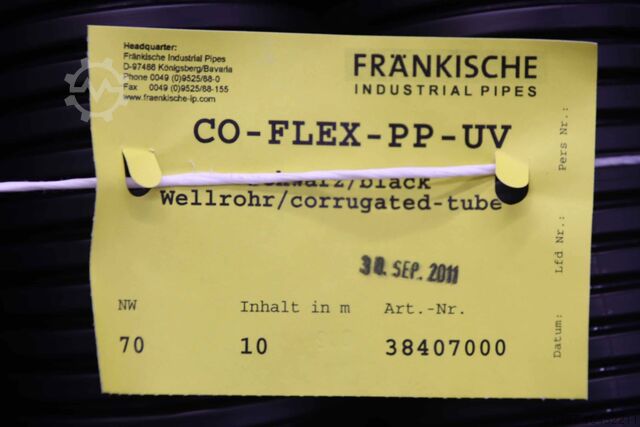 Headquarter:
Fränkische Industrial Pipes
D-97486 Königsberg/Bavaria
Phone 0049 (0)9525/88-0
Fax 0049 (0)9525/88-155
www.fraenkische-ip.com
FRÄNKISCHE
INDUSTRIAL PIPES
CO-FLEX-PP-UV
schwarz/black
Wellrohr/corrugated-tube
30. SEP. 2011
NW
Inhalt in m
Art.-Nr.
70
10
38407000
Pers Nr.:
Lfd Nr.:
Datum: